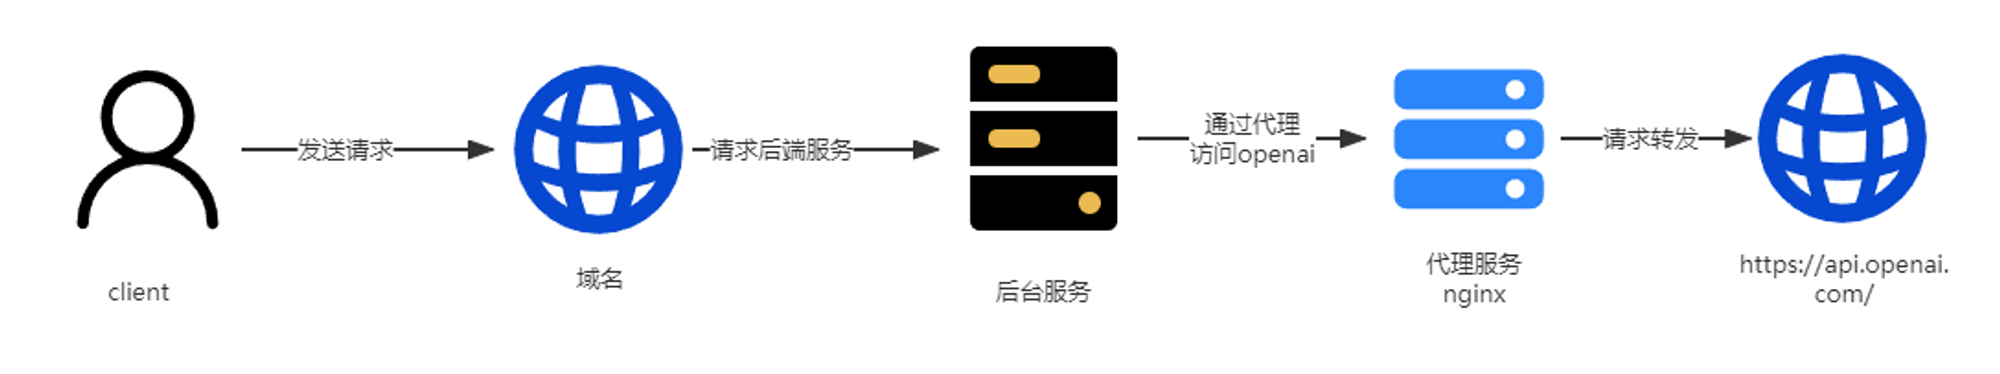 发送请求
请求后端服务
通过代理
访问openai
请求转发
client
域名
后台服务
代理服务
nginx
https://api.openai.
com/